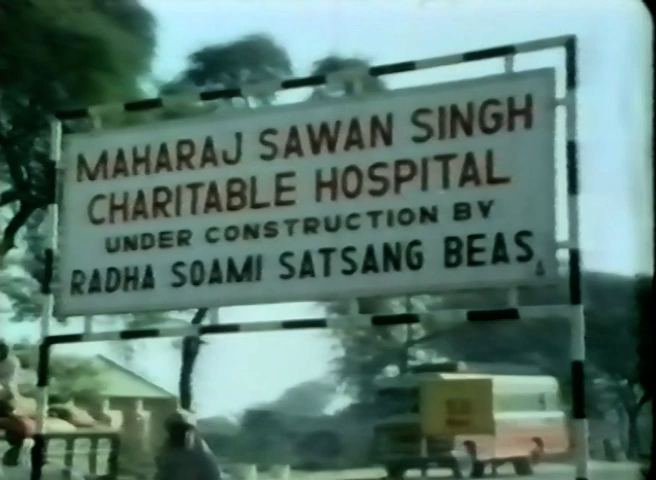 MAHARAJ SAWAN SINGH
CHARITABLE HOSPITAL
UNDER CONSTRUCTION BY
RADHA SOAMI SATSANG BEAS.